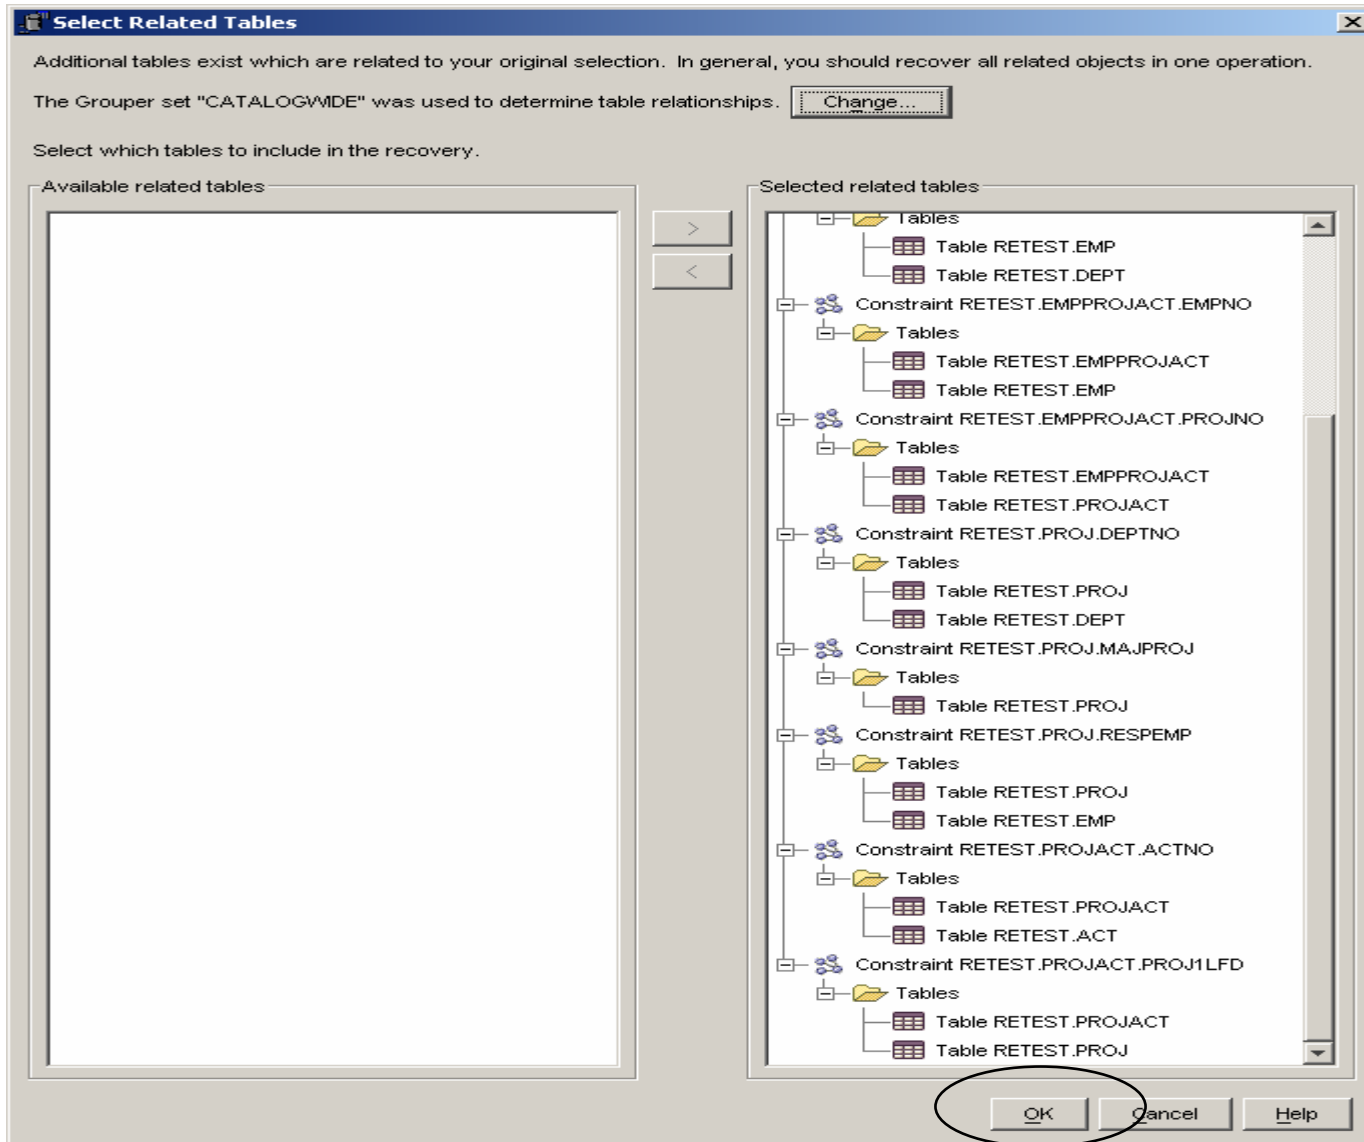 Select Related Tables
Additional tables exist which are related to your original selection. In general, you should recover all related objects in one operation.
The Grouper set "CATALOGWIDE" was used to determine table relationships. Change...
Select which tables to include in the recovery.
Available related tables
>
<
Selected related tables
Tables
Table RETEST.EMP
Table RETEST.DEPT
Constraint RETEST.EMPPROJACT.EMPNO
Tables
Table RETEST.EMPPROJACT
Table RETEST.EMP
Constraint RETEST.EMPPROJACT.PROJNO
Tables
Table RETEST.EMPPROJACT
Table RETEST.PROJACT
Constraint RETEST.PROJ.DEPTNO
Tables
Table RETEST.PROJ
Table RETEST.DEPT
Constraint RETEST.PROJ.MAJPROJ
Tables
Table RETEST.PROJ
Constraint RETEST.PROJ.RESPEMP
Tables
Table RETEST.PROJ
Table RETEST.EMP
Constraint RETEST.PROJACT.ACTNO
Tables
Table RETEST.PROJACT
Table RETEST.ACT
Constraint RETEST.PROJACT.PROJ1LFD
Tables
Table RETEST.PROJACT
Table RETEST.PROJ
OK Cancel Help